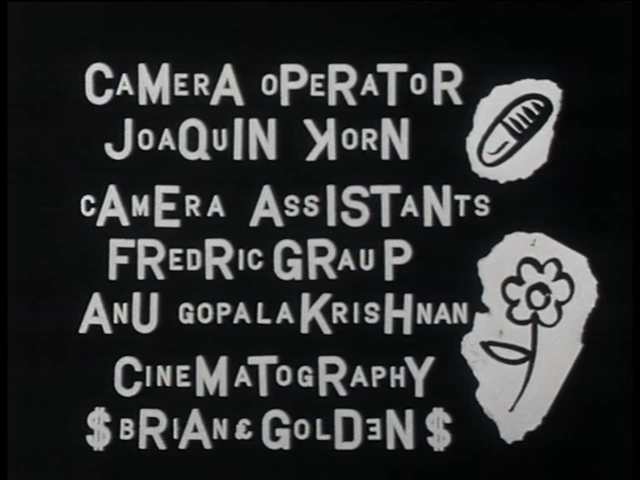 CAMERA OPERATOR
JOAQUIN KORN
CAMERA ASSISTANTS
FREDRIC GRAUP
ANU GOPALAKRISHNAN
CINEMATOGRAPHY
$ BRIAN £ GOLDEN $